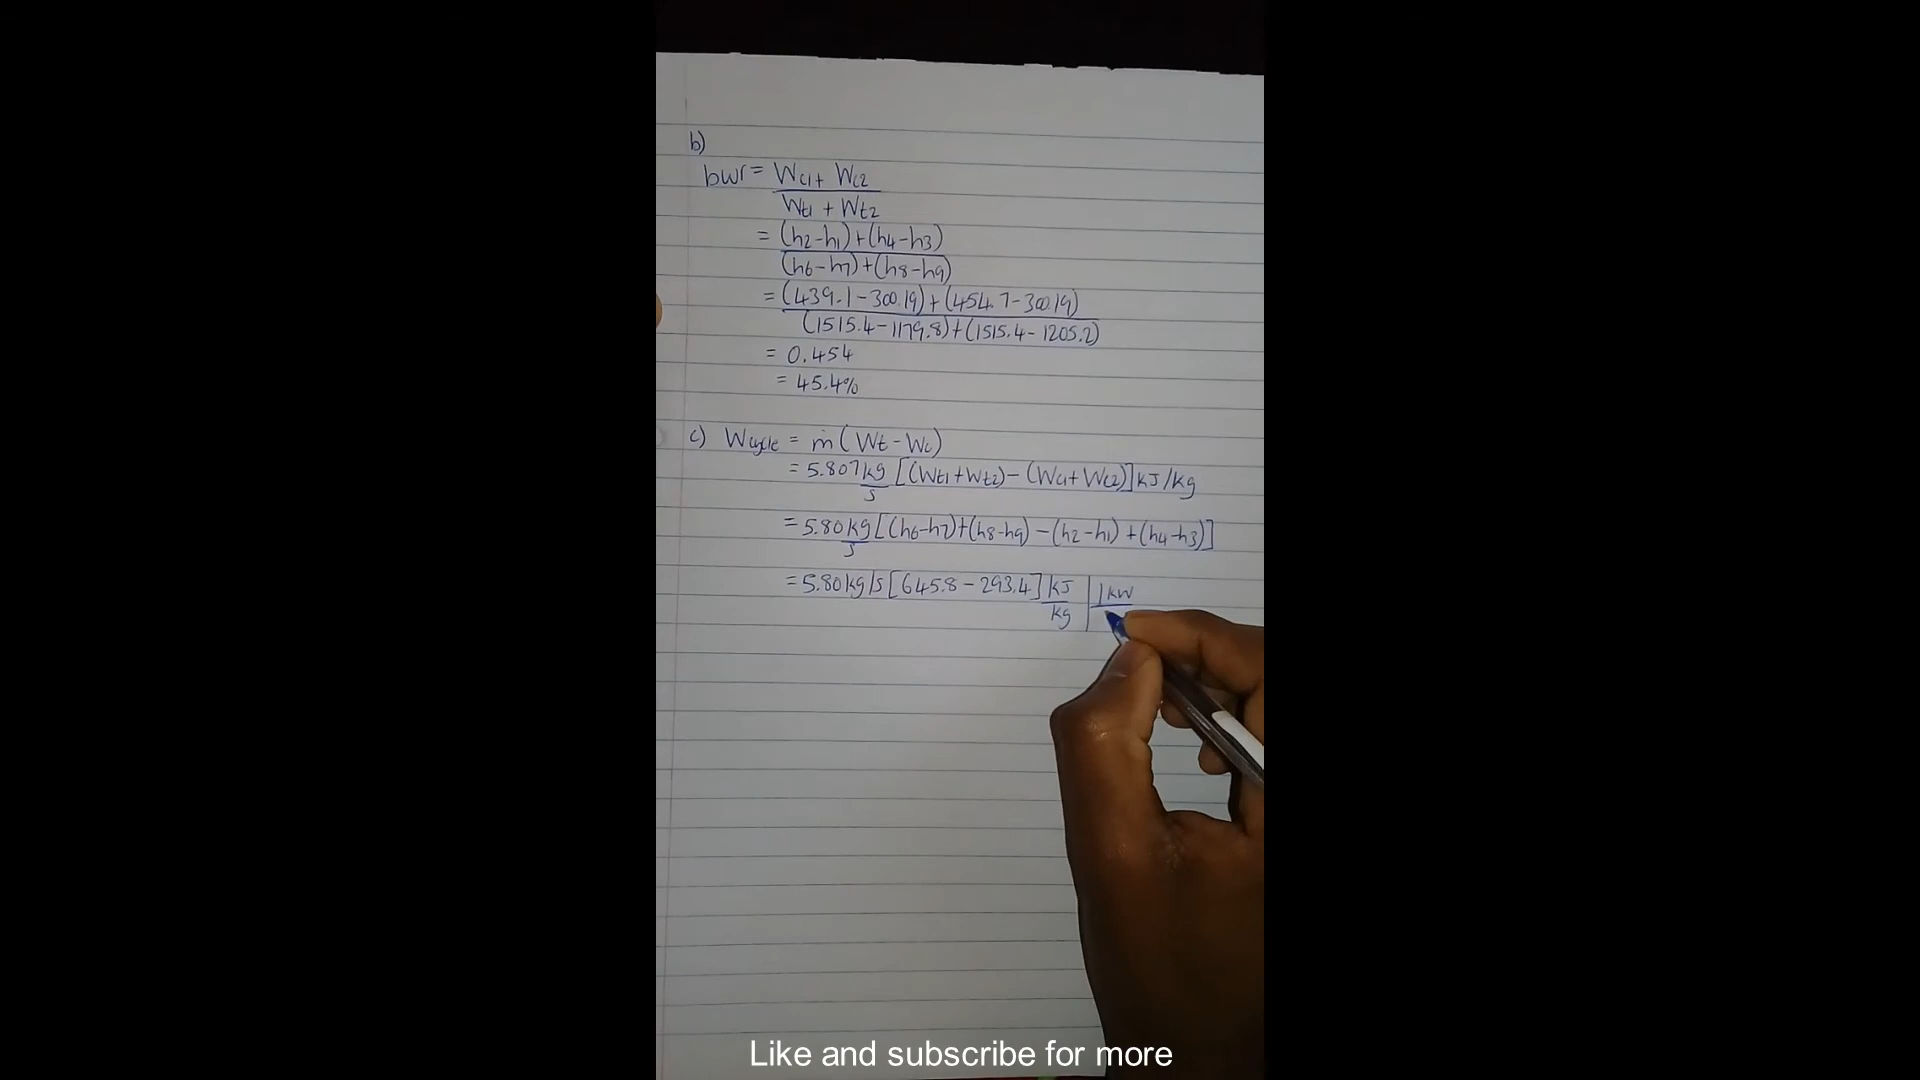 b)
bwr = Wc1 + Wc2
Wt1 + Wt2
= (h2-h1)+(h4-h3)
(h6-h7)+(h8-h9)
= (439.1-300.19)+(454.7-300.19)
(1515.4-1179.8)+(1515.4-1205.2)
= 0.454
= 45.4%
c) Wcycle = ṁ(Wt-Wc)
= 5.807 kg [(Wt1+Wt2)-(Wc1+Wc2)] kJ/kg
s
= 5.80 kg [(h6-h7)+(h8-h9)-(h2-h1)+(h4-h3)]
s
= 5.80 kg/s [645.8-293.4] kJ | 1 kW
kg
Like and subscribe for more